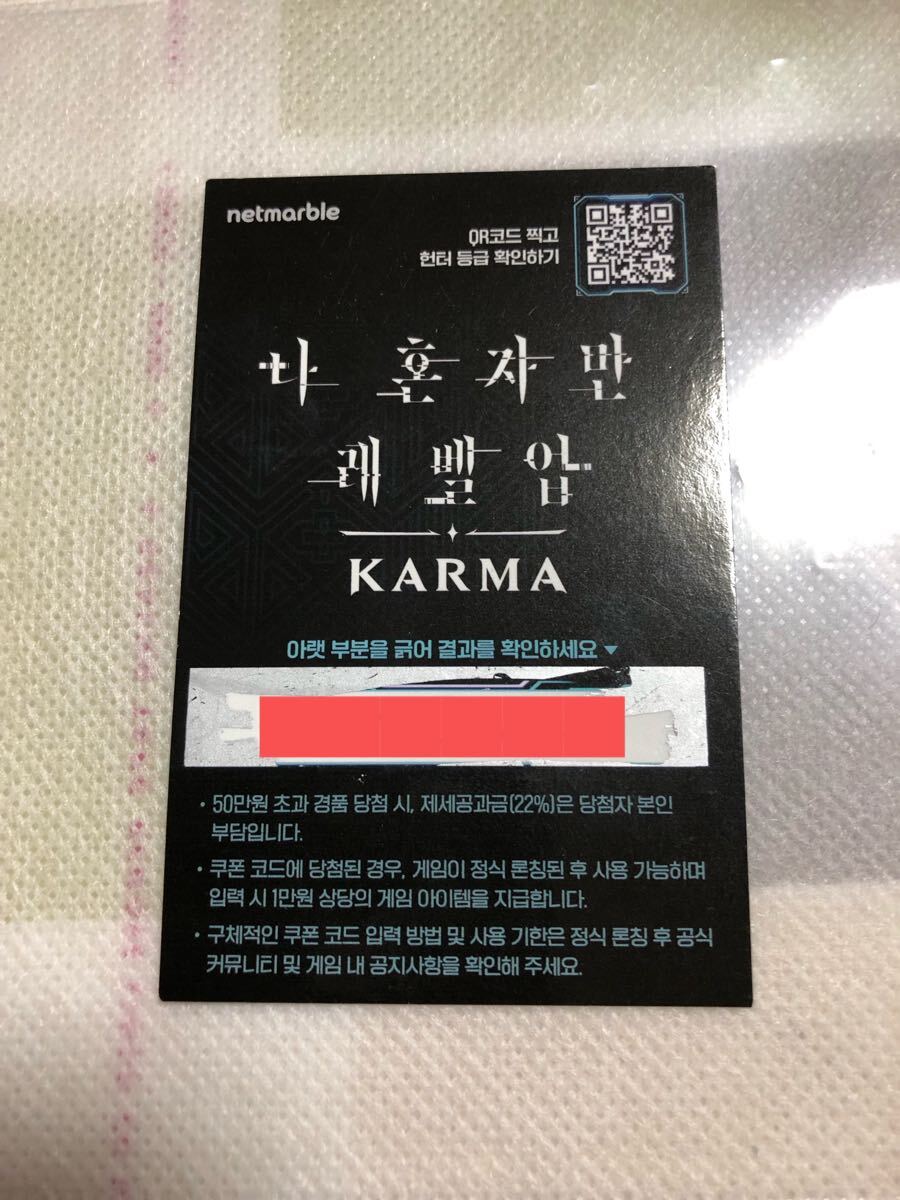 netmarble
QR코드 찍고
헌터 등급 확인하기
나 혼자만
레벨업
KARMA
아랫 부분을 긁어 결과를 확인하세요 ▼
• 50만원 초과 경품 당첨 시, 제세공과금(22%)은 당첨자 본인
부담입니다.
• 쿠폰 코드에 당첨된 경우, 게임이 정식 론칭된 후 사용 가능하며
입력 시 1만원 상당의 게임 아이템을 지급합니다.
• 구체적인 쿠폰 코드 입력 방법 및 사용 기한은 정식 론칭 후 공식
커뮤니티 및 게임 내 공지사항을 확인해 주세요.